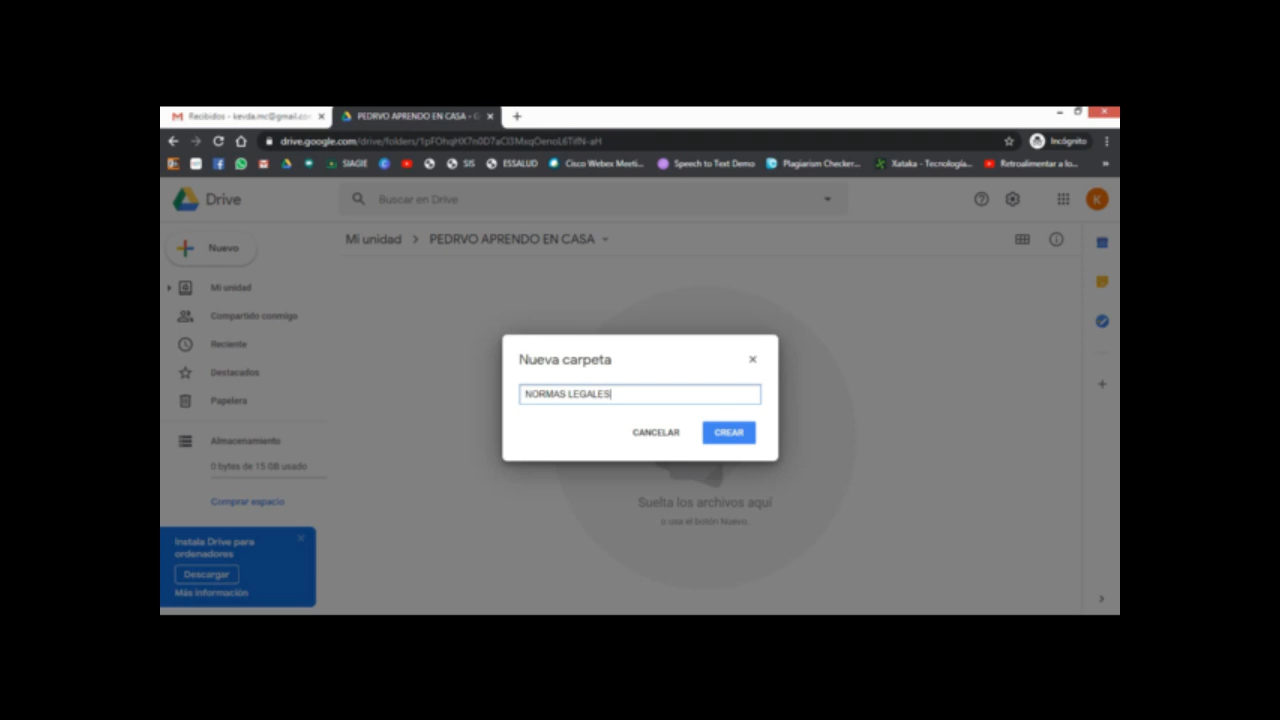 Recibidos - kevda.mc@gmail.co
PEDRVO APRENDO EN CASA - G
drive.google.com/drive/folders/
Incógnito
SIAGIE
SIS
ESSALUD
Cisco Webex Meeti...
Speech to Text Demo
Plagiarism Checker...
Xataka - Tecnología...
Retroalimentar a lo...
Drive
Buscar en Drive
K
Nuevo
Mi unidad > PEDRVO APRENDO EN CASA
Mi unidad
Compartido conmigo
Reciente
Destacados
Papelera
Almacenamiento
0 bytes de 15 GB usado
Comprar espacio
Instala Drive para
ordenadores
Descargar
Más información
Nueva carpeta
NORMAS LEGALES
CANCELAR
CREAR
Suelta los archivos aquí
o usa el botón Nuevo.